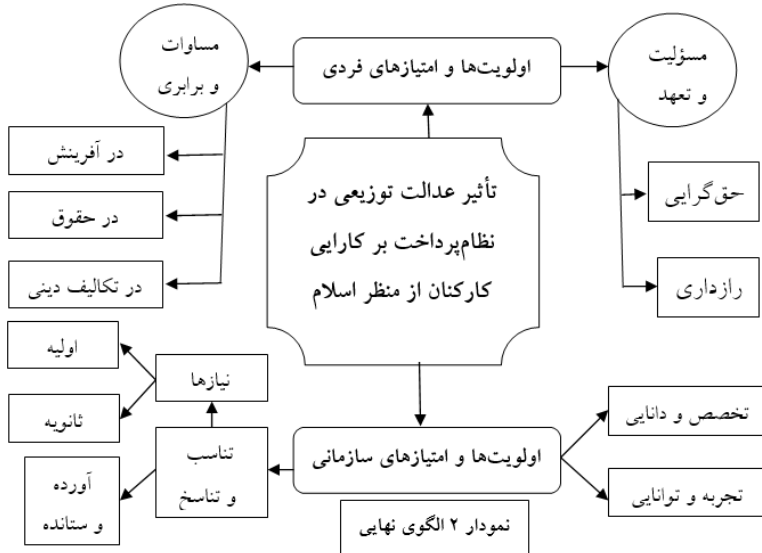 مسؤلیت
و تعهد
اولویت‌ها و امتیازهای فردی
مساوات
و برابری
حق‌گرایی
رازداری
در آفرینش
در حقوق
در تکالیف دینی
تأثیر عدالت توزیعی در
نظام‌پرداخت بر کارایی
کارکنان از منظر اسلام
اولویت‌ها و امتیازهای سازمانی
تخصص و دانایی
تجربه و توانایی
تناسب
و تناسخ
نیازها
اولیه
ثانویه
آورده
و ستانده
نمودار ۲ الگوی نهایی